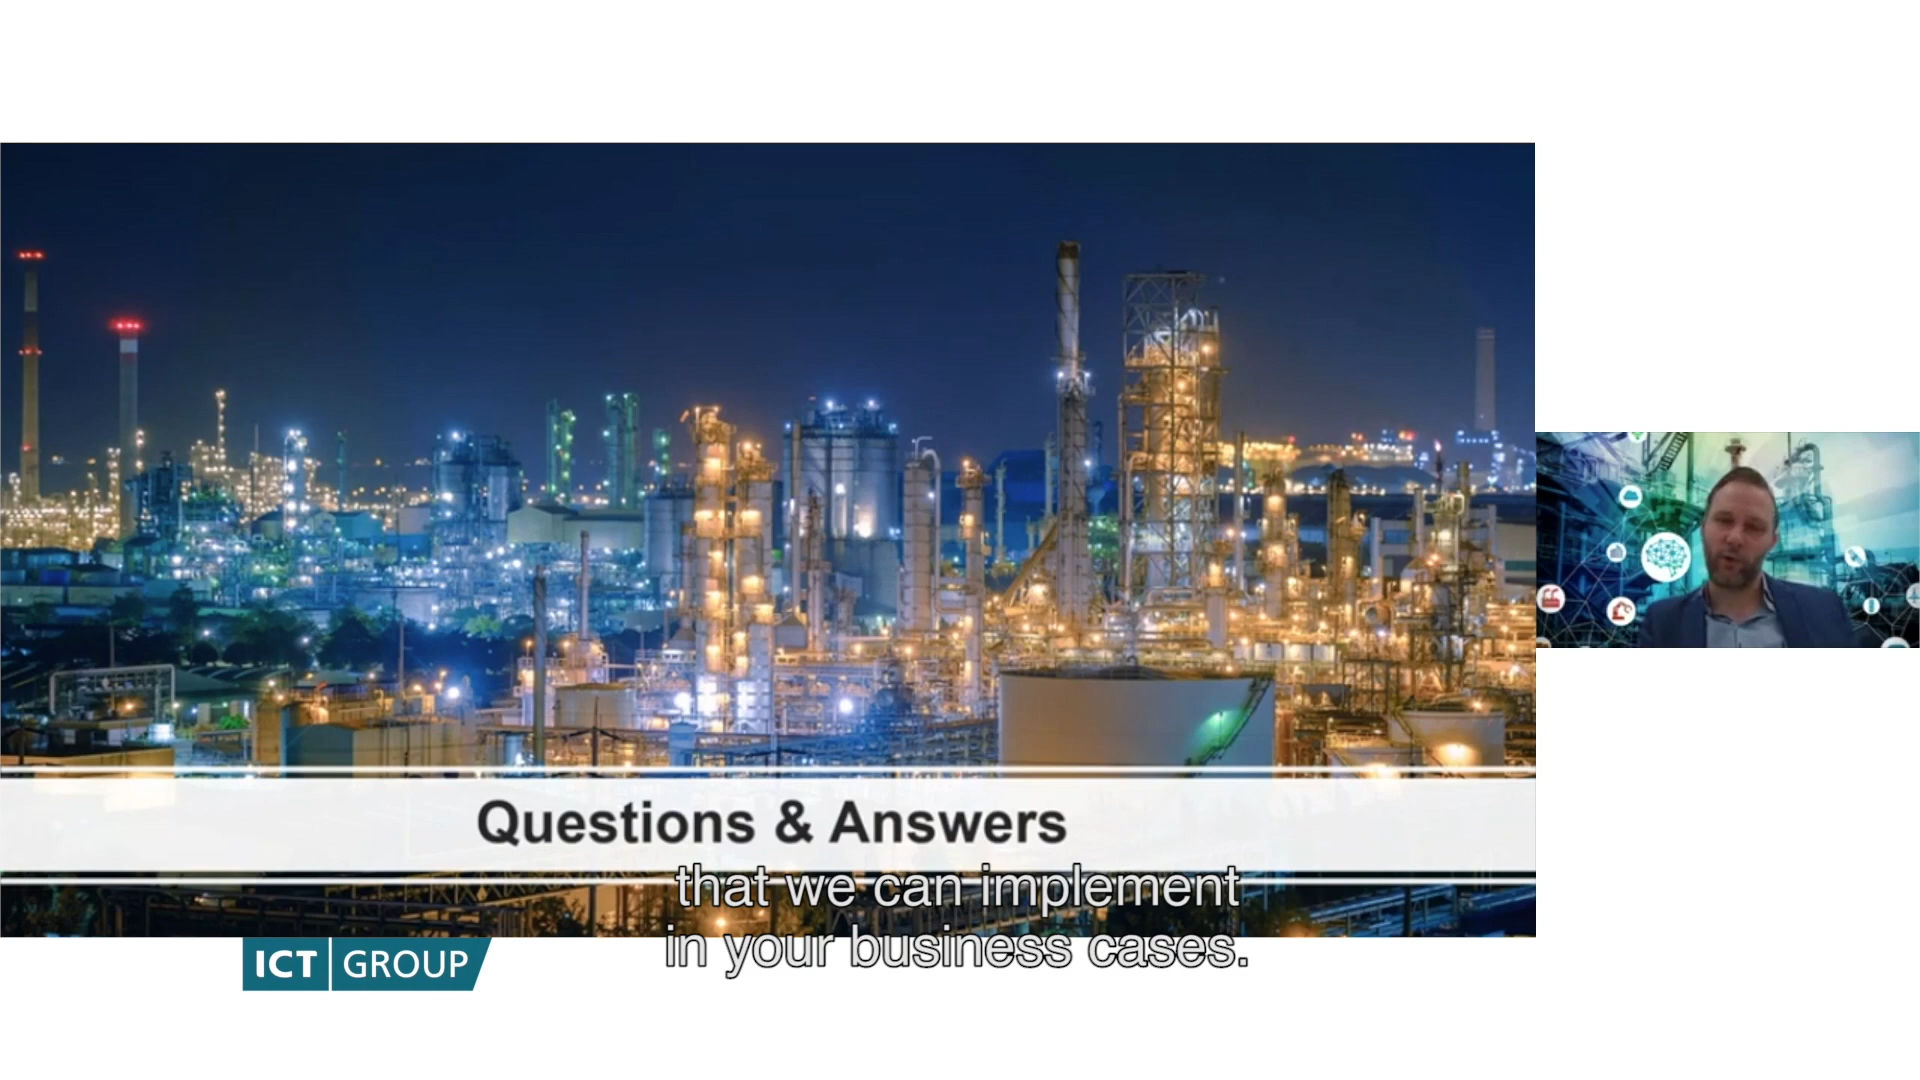 Questions & Answers
that we can implement
in your business cases.
ICT GROUP